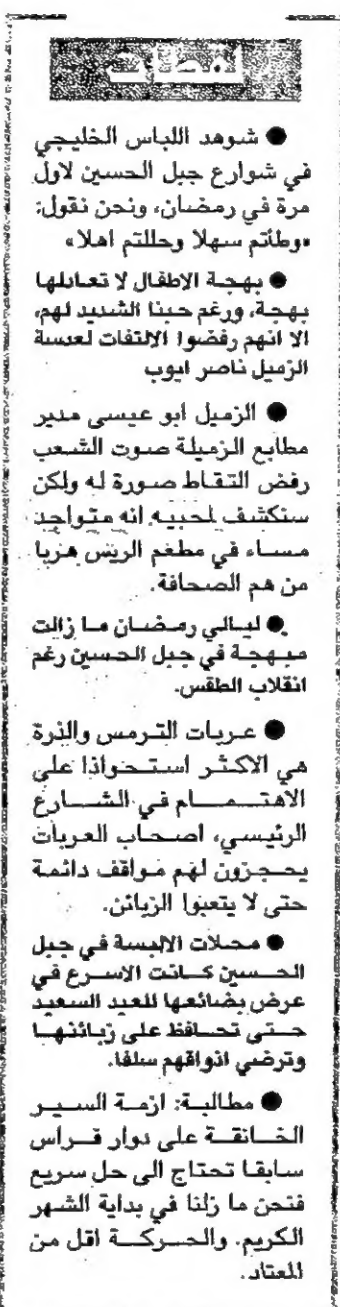 لقطات
● شوهد اللباس الخليجي
في شوارع جبل الحسين لاول
مرة في رمضان، ونحن نقول:
«وطأتم سهلا وحللتم اهلا»
● بهجة الاطفال لا تعادلها
بهجة، ورغم حبنا الشديد لهم،
الا انهم رفضوا الالتفات لعدسة
الزميل ناصر ايوب
● الزميل ابو عيسى مدير
مطابع الزميلة صوت الشعب
رفض التقاط صورة له ولكن
سنكشف لمحبيه انه متواجد
مساء في مطعم الريس هربا
من هم الصحافة.
● ليالي رمضان ما زالت
مبهجة في جبل الحسين رغم
انقلاب الطقس.
● عربات الترمس والذرة
هي الاكثر استحواذا على
الاهتمام في الشارع
الرئيسي، اصحاب العربات
يحجزون لهم مواقف دائمة
حتى لا يتعبوا الزبائن.
● محلات الالبسة في جبل
الحسين كانت الاسرع في
عرض بضائعها للعيد السعيد
حتى تحافظ على زبائنها
وترضي اذواقهم سلفا.
● مطالبة: ازمة السير
الخانقة على دوار فراس
سابقا تحتاج الى حل سريع
فنحن ما زلنا في بداية الشهر
الكريم. والحركة اقل من
المعتاد.